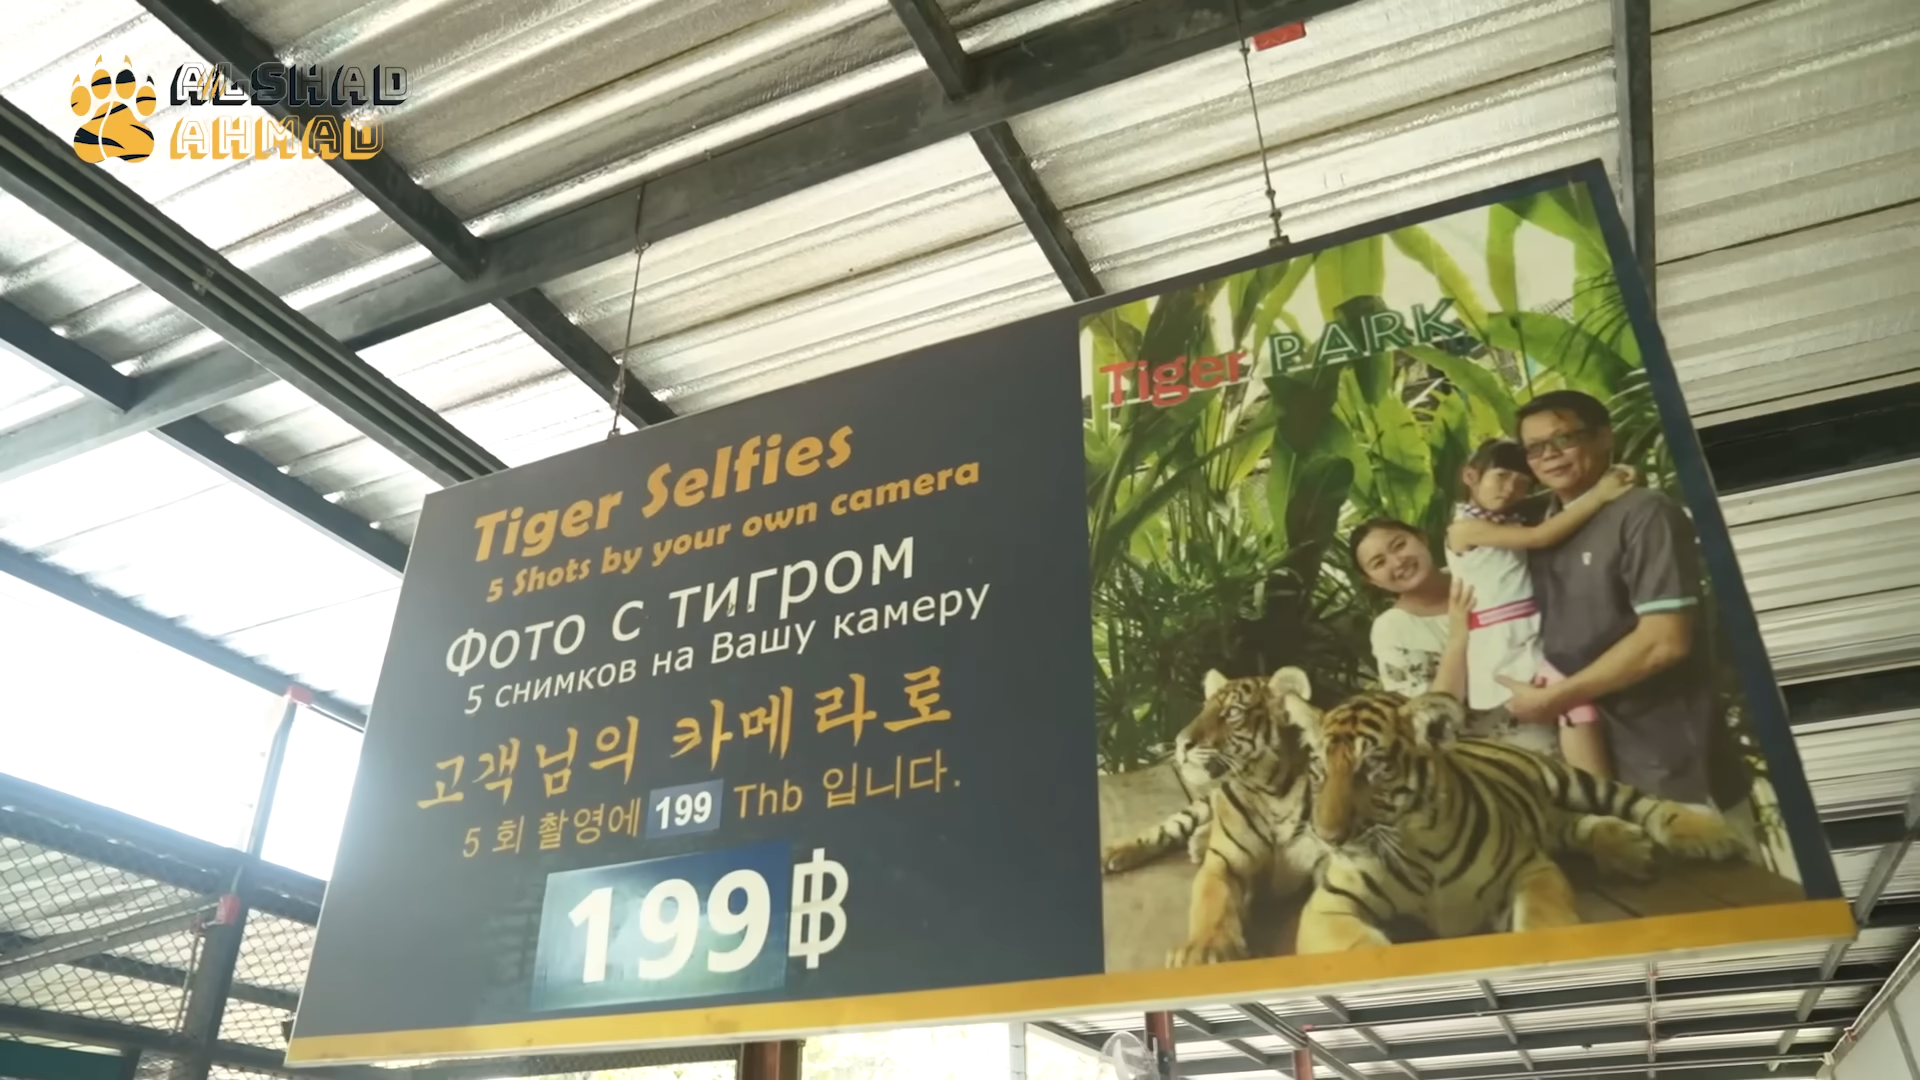 ALSHAD
AHMAD
Tiger Selfies
5 Shots by your own camera
Фото с тигром
5 снимков на Вашу камеру
고객님의 카메라로
5 회 촬영에 199 Thb 입니다.
199 ฿
Tiger PARK